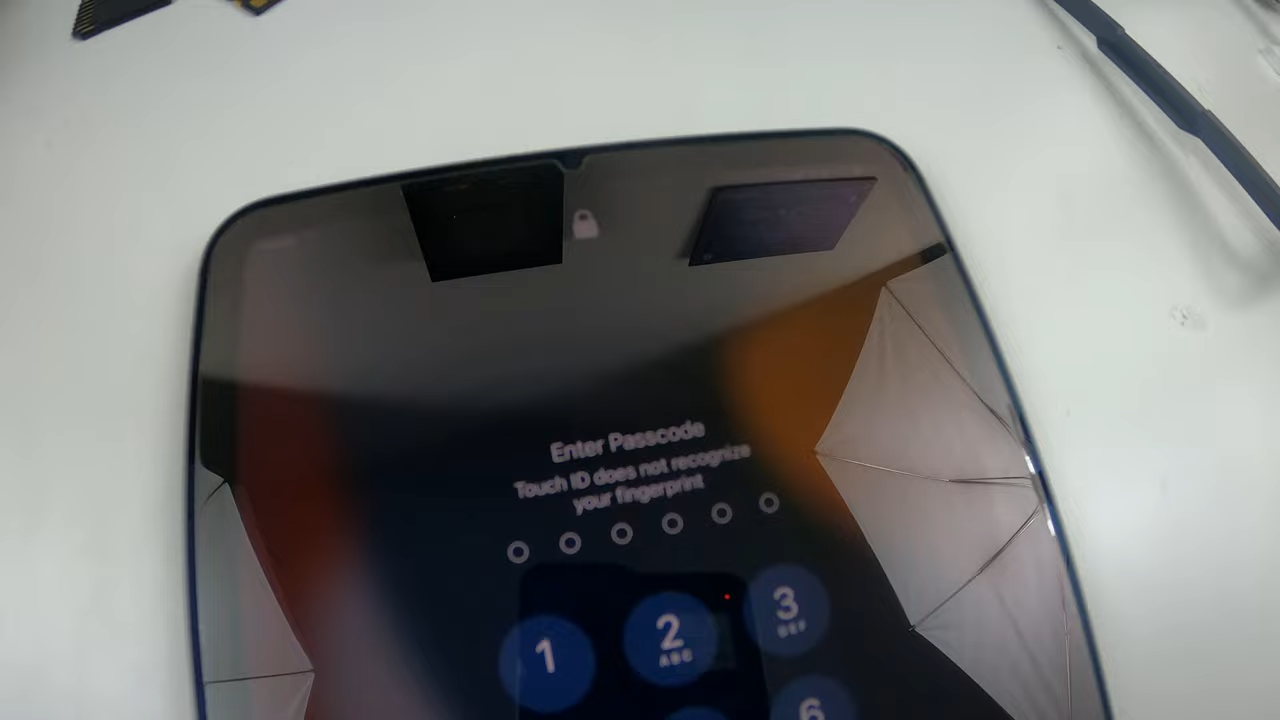 Enter Passcode
Touch ID does not recognize
your fingerprint
1
2
ABC
3
DEF
6